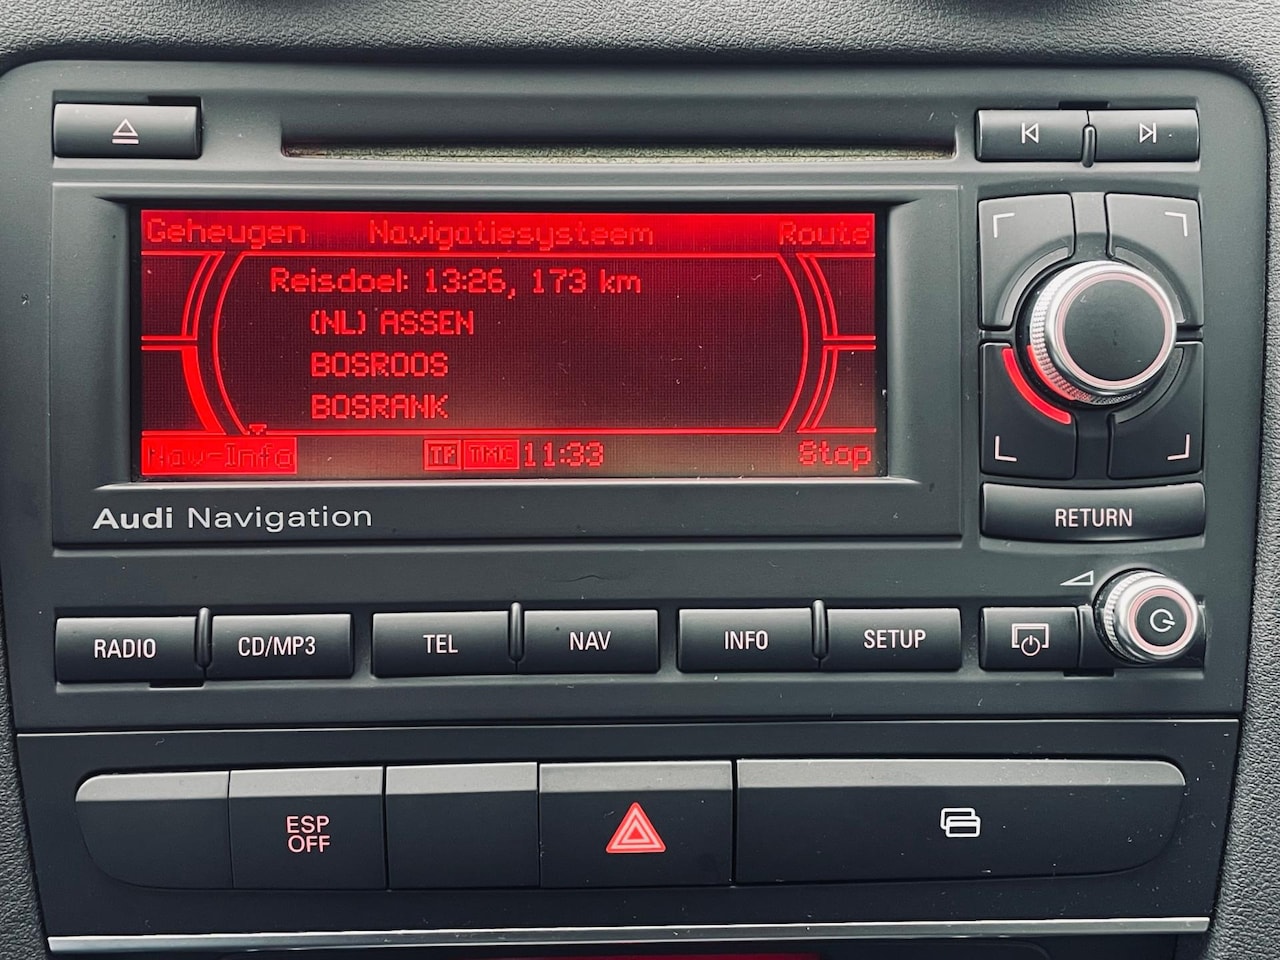 Geheugen Navigatiesysteem Route
Reisdoel: 13:26, 173 km
(NL) ASSEN
BOSROOS
BOSRANK
Nav-Info TP TMC 11:33 Stop
Audi Navigation
RETURN
RADIO CD/MP3 TEL NAV INFO SETUP
ESP
OFF